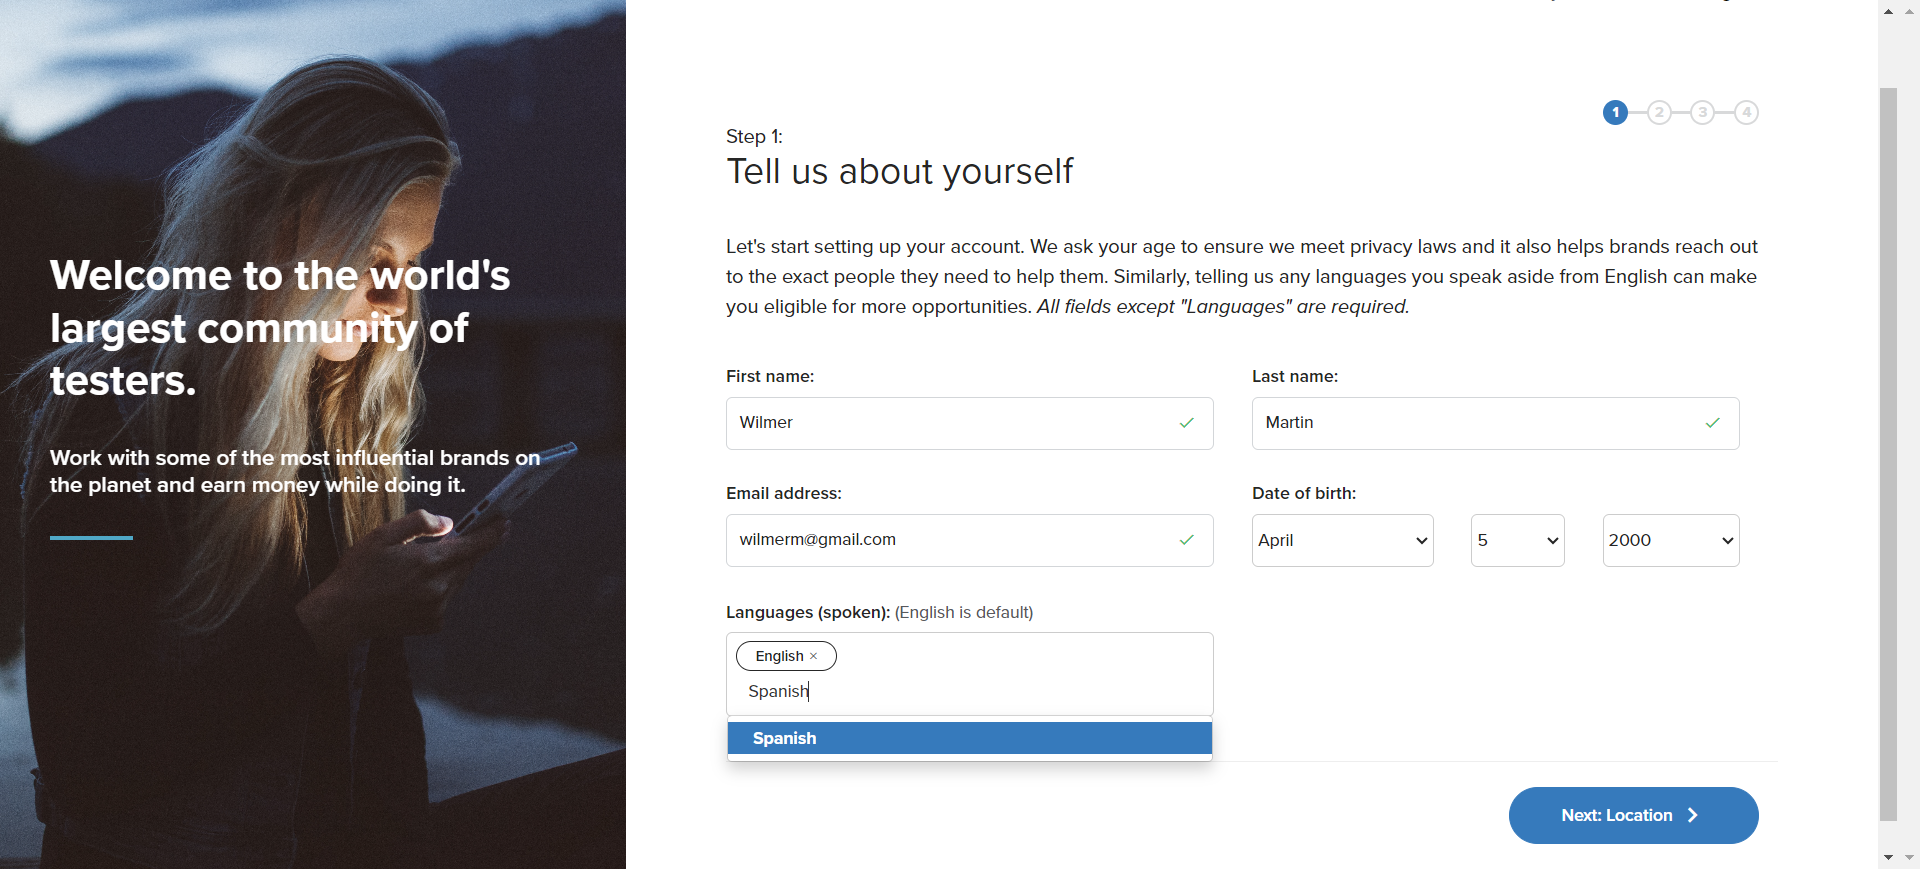 Welcome to the world's
largest community of
testers.
Work with some of the most influential brands on
the planet and earn money while doing it.
1 2 3 4
Step 1:
Tell us about yourself
Let's start setting up your account. We ask your age to ensure we meet privacy laws and it also helps brands reach out
to the exact people they need to help them. Similarly, telling us any languages you speak aside from English can make
you eligible for more opportunities. All fields except "Languages" are required.
First name:
Wilmer
Last name:
Martin
Email address:
wilmerm@gmail.com
Date of birth:
April 5 2000
Languages (spoken): (English is default)
English ×
Spanish
Spanish
Next: Location